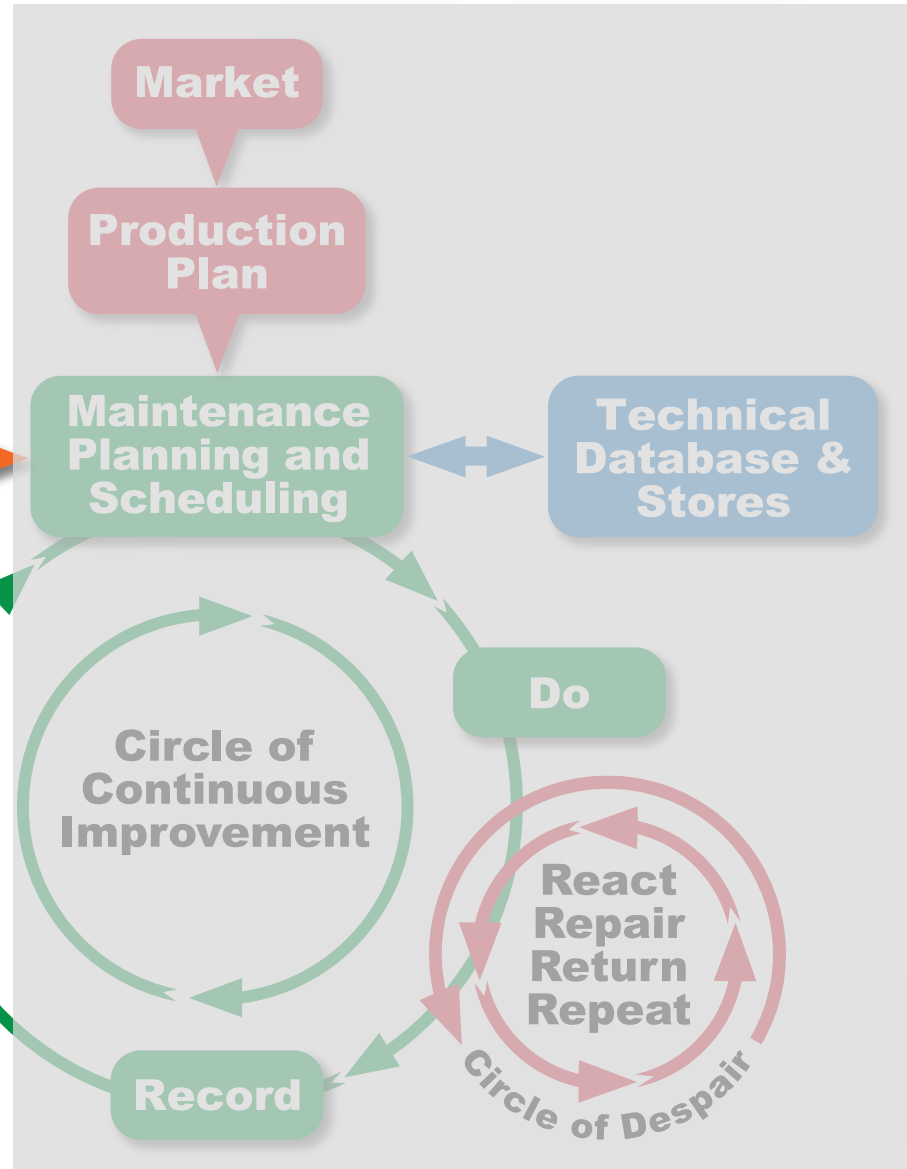 Market
Production
Plan
Maintenance
Planning and
Scheduling
Technical
Database &
Stores
Do
Circle of
Continuous
Improvement
React
Repair
Return
Repeat
Circle of Despair
Record